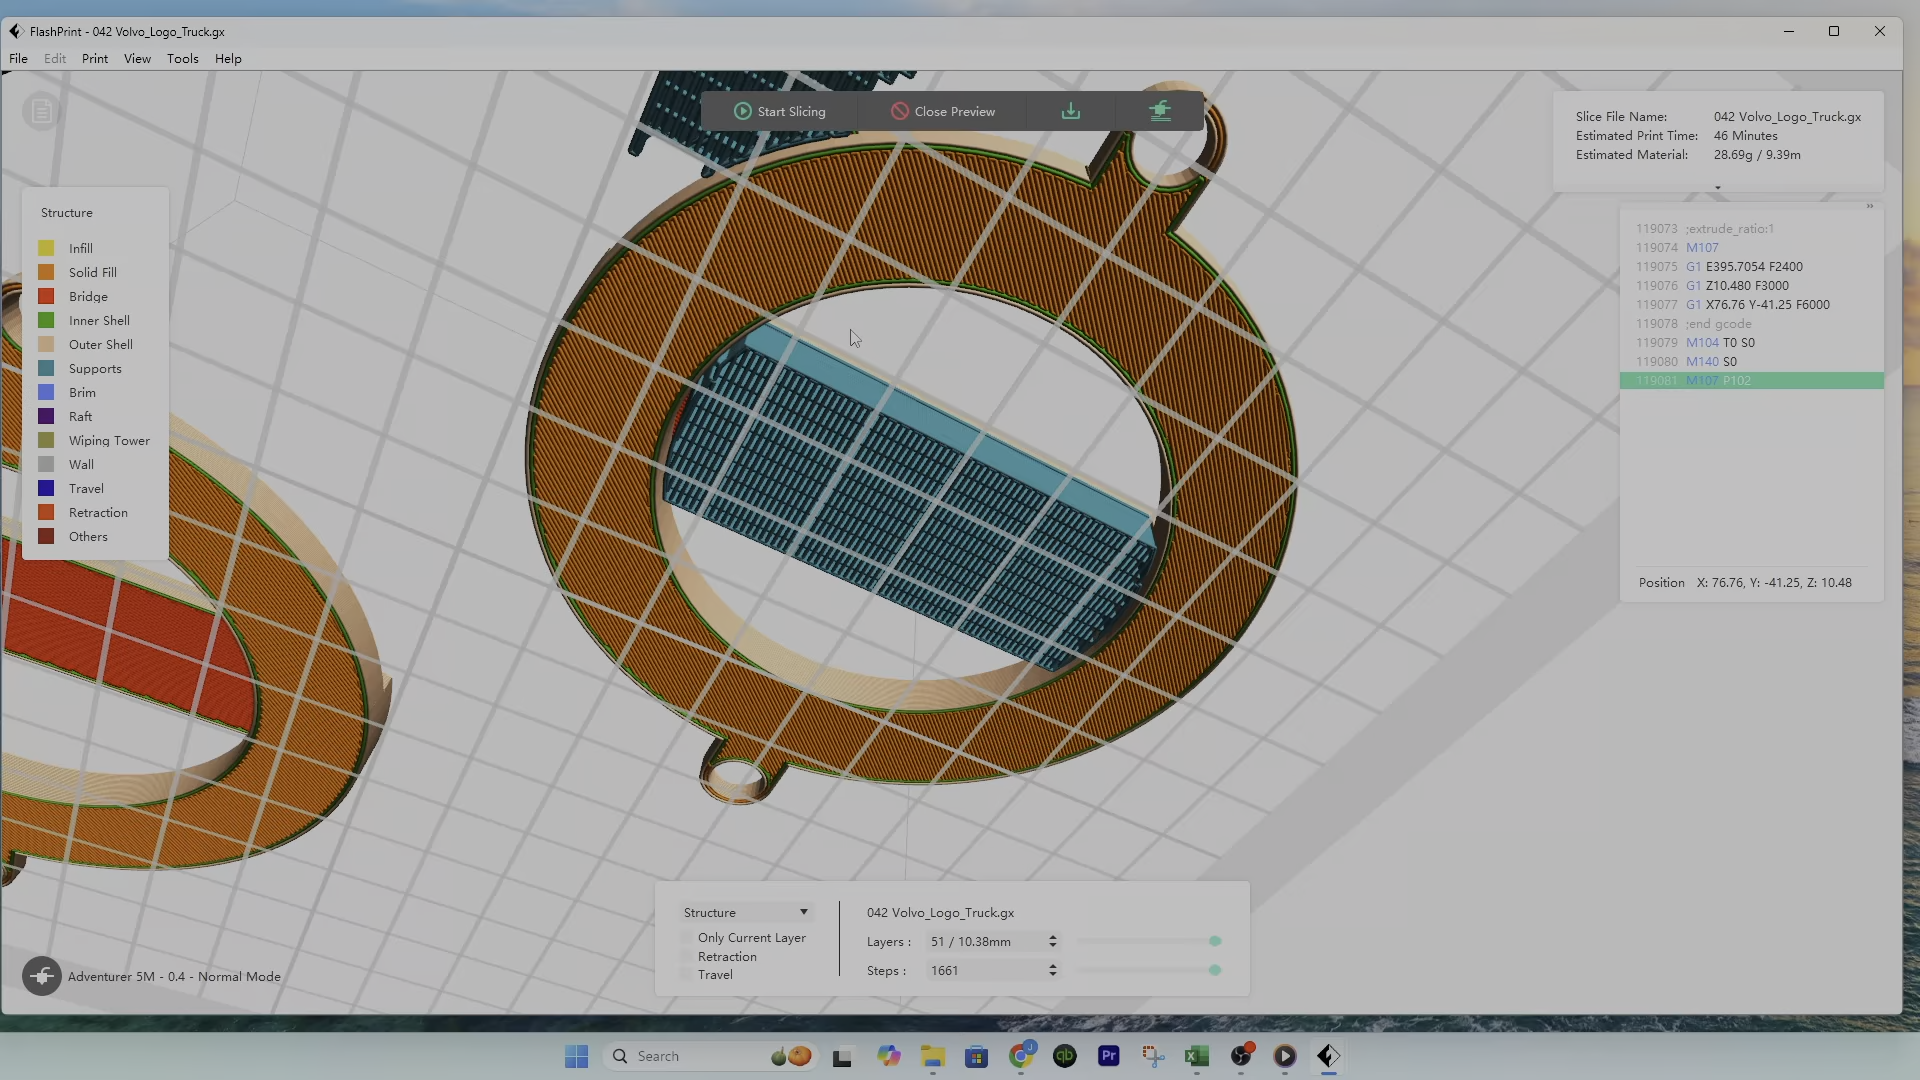 FlashPrint - 042 Volvo_Logo_Truck.gx
File Edit Print View Tools Help
Start Slicing Close Preview
Slice File Name: 042 Volvo_Logo_Truck.gx
Estimated Print Time: 46 Minutes
Estimated Material: 28.69g / 9.39m
Structure
Infill
Solid Fill
Bridge
Inner Shell
Outer Shell
Supports
Brim
Raft
Wiping Tower
Wall
Travel
Retraction
Others
119073 ;extrude_ratio:1
119074 M107
119075 G1 E395.7054 F2400
119076 G1 Z10.480 F3000
119077 G1 X76.76 Y-41.25 F6000
119078 ;end gcode
119079 M104 T0 S0
119080 M140 S0
119081 M107 P102
Position X: 76.76, Y: -41.25, Z: 10.48
Structure
Only Current Layer
Retraction
Travel
042 Volvo_Logo_Truck.gx
Layers : 51 / 10.38mm
Steps : 1661
Adventurer 5M - 0.4 - Normal Mode
Search
J
qb
Pr